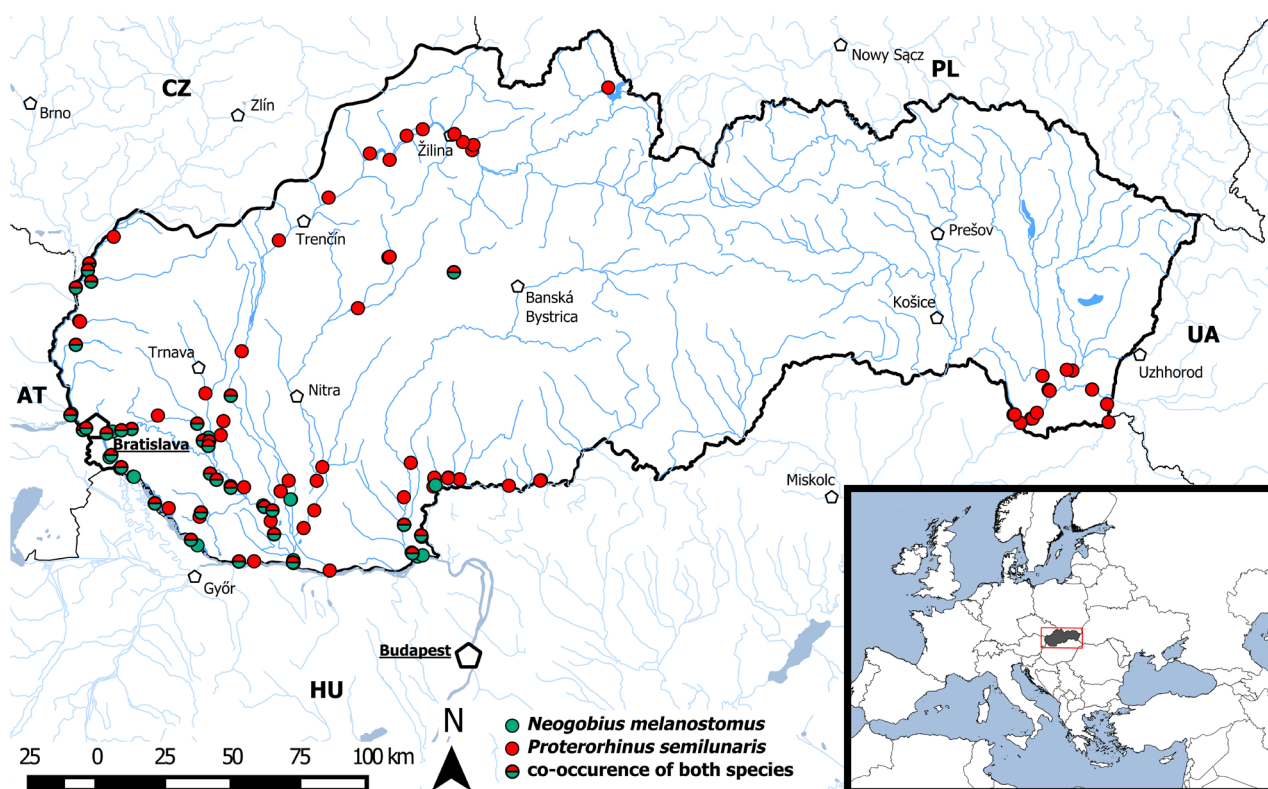 Nowy Sącz
PL
CZ
Zlín
Brno
Žilina
Trenčín
Prešov
Banská
Bystrica
Košice
UA
Uzhhorod
Trnava
Nitra
AT
Bratislava
Miskolc
Győr
Budapest
HU
N
Neogobius melanostomus
Proterorhinus semilunaris
co-occurence of both species
25 0 25 50 75 100 km